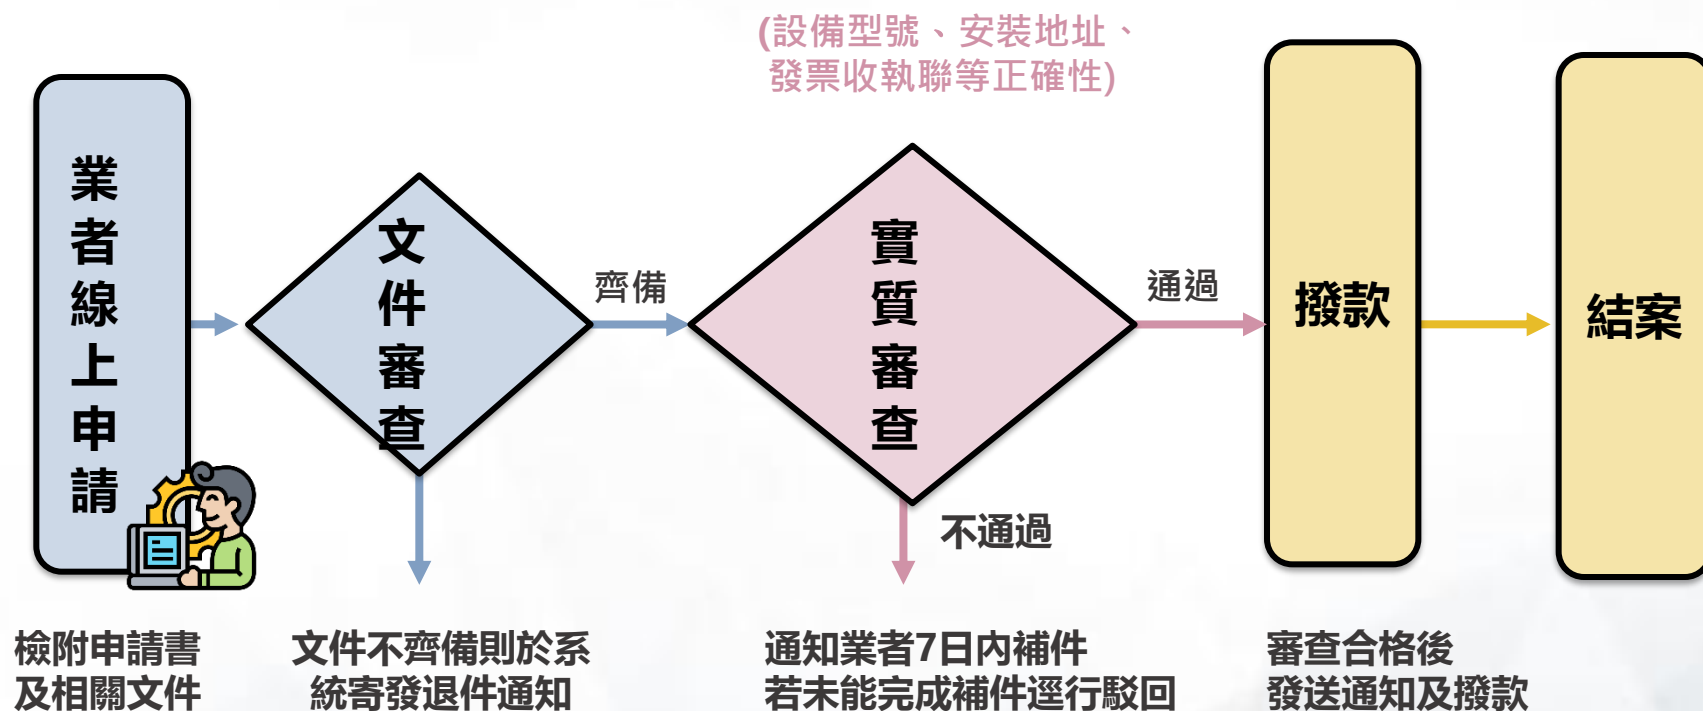 (設備型號、安裝地址、
發票收執聯等正確性)
業者線上申請
文件審查
齊備
實質審查
通過
撥款
結案
不通過
檢附申請書
及相關文件
文件不齊備則於系
統寄發退件通知
通知業者7日內補件
若未能完成補件逕行駁回
審查合格後
發送通知及撥款